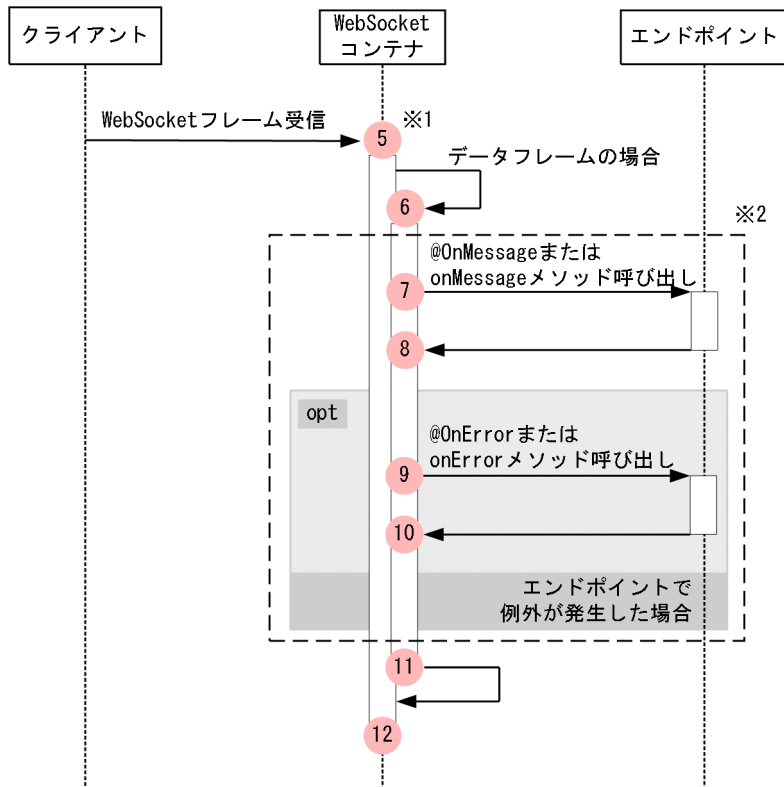 クライアント
WebSocket
コンテナ
エンドポイント
WebSocketフレーム受信
※1
5
データフレームの場合
6
※2
@OnMessageまたは
onMessageメソッド呼び出し
7
8
opt
@OnErrorまたは
onErrorメソッド呼び出し
9
10
エンドポイントで
例外が発生した場合
11
12